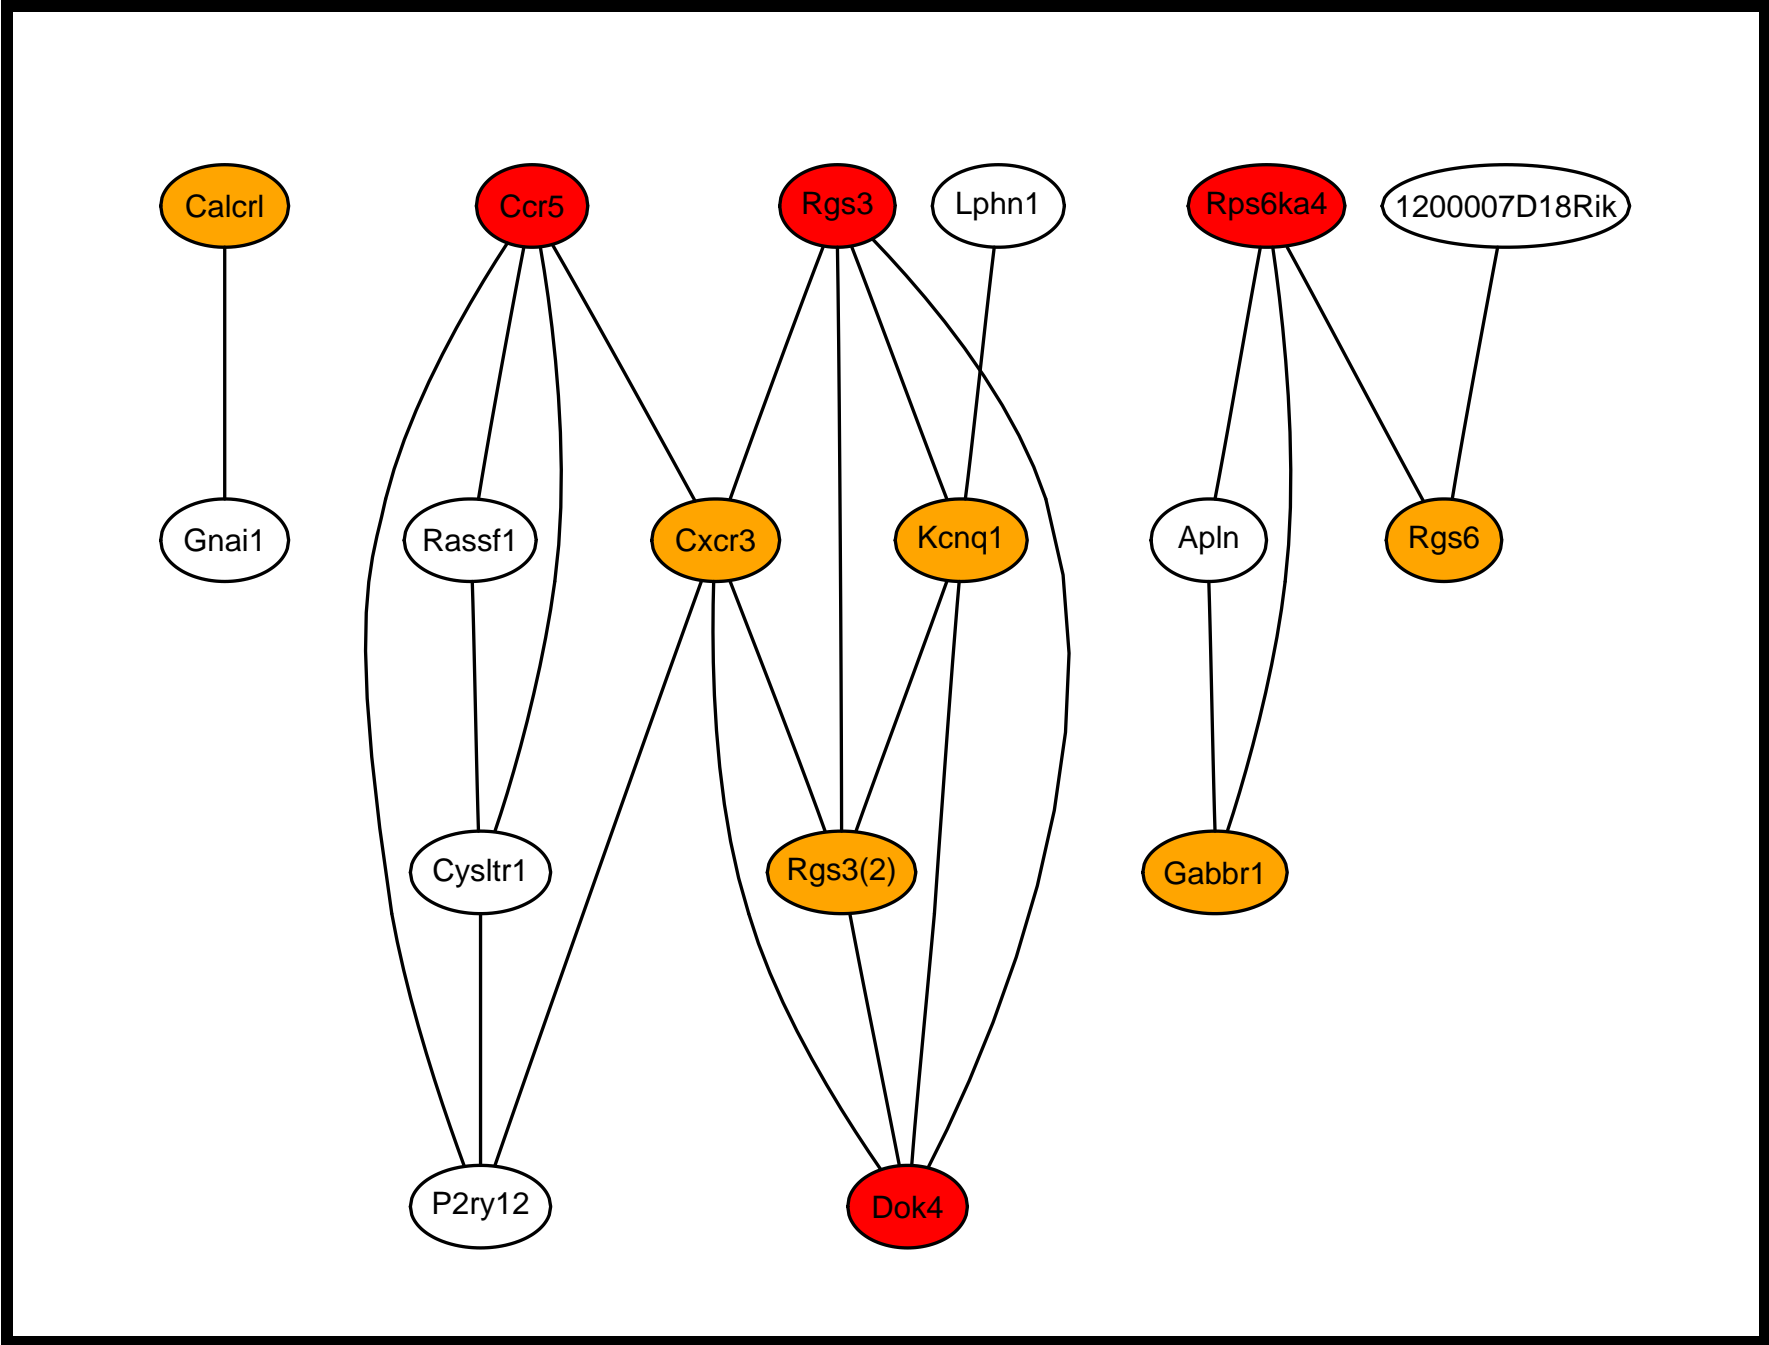 Calcrl
Ccr5
Rgs3
Lphn1
Rps6ka4
1200007D18Rik
Gnai1
Rassf1
Cxcr3
Kcnq1
Apln
Rgs6
Cysltr1
Rgs3(2)
Gabbr1
P2ry12
Dok4